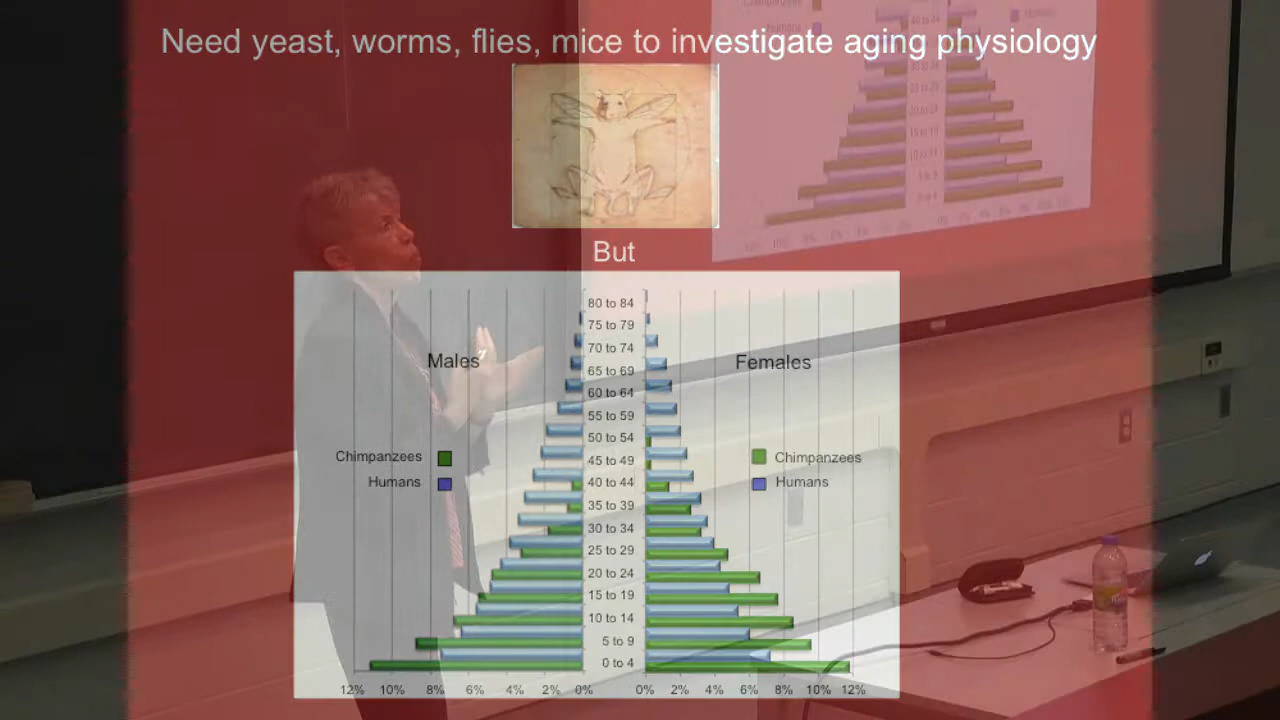 Need yeast, worms, flies, mice to investigate aging physiology
But
80 to 84
75 to 79
70 to 74
Males
Females
65 to 69
60 to 64
55 to 59
50 to 54
Chimpanzees
Chimpanzees
45 to 49
Humans
40 to 44
Humans
35 to 39
30 to 34
25 to 29
20 to 24
15 to 19
10 to 14
5 to 9
0 to 4
12% 10% 8% 6% 4% 2% 0% 0% 2% 4% 6% 8% 10% 12%